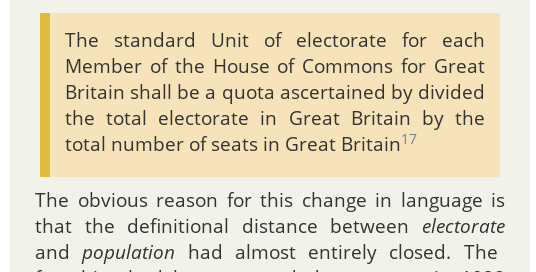 The standard Unit of electorate for each
Member of the House of Commons for Great
Britain shall be a quota ascertained by divided
the total electorate in Great Britain by the
total number of seats in Great Britain17
The obvious reason for this change in language is
that the definitional distance between electorate
and population had almost entirely closed. The